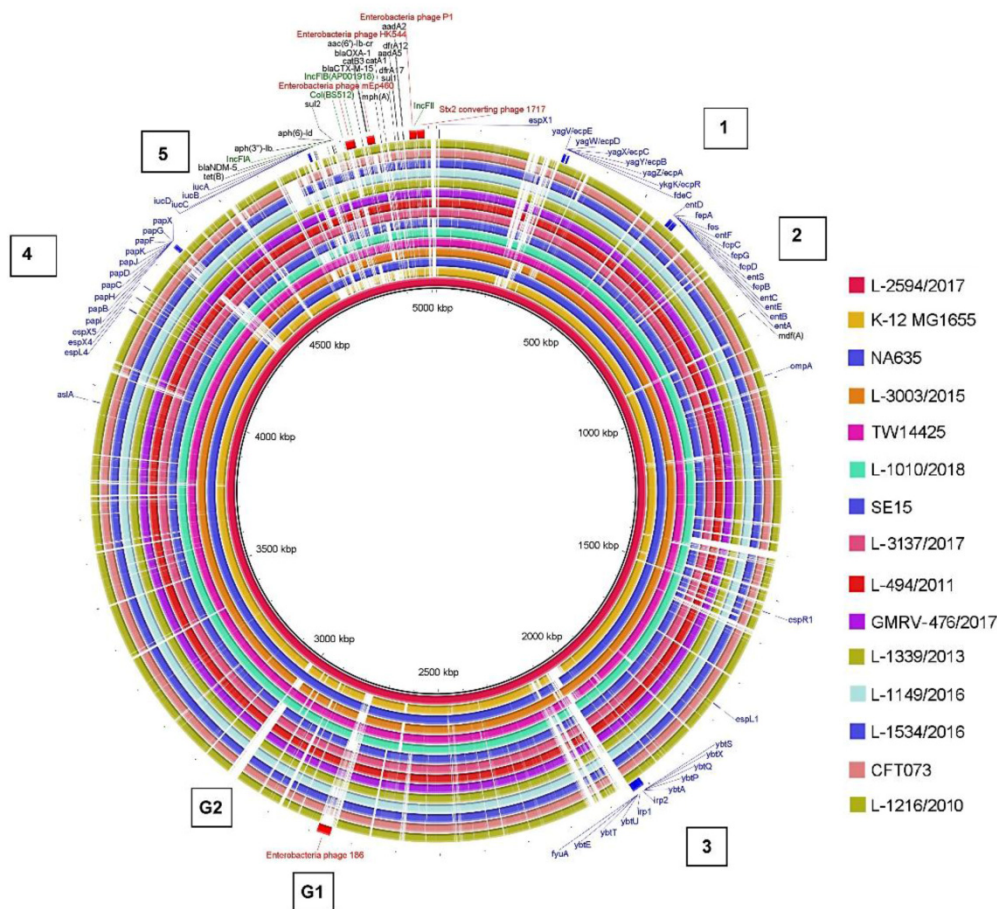 Enterobacteria phage P1
aadA2
Enterobacteria phage HK544
dfrA12
aac(6')-Ib-cr
aadA5
blaOXA-1
catB3 catA1
dfrA17
blaCTX-M-15
sul1
IncFIB(AP001918)
Enterobacteria phage mEp460
Col(BS512)
mph(A)
IncFII
Stx2 converting phage 1717
sul2
espX1
1
5
aph(6)-Id
aph(3'')-Ib
IncFIA
blaNDM-5
tet(B)
iucA
iucB
iucC
iucD
yagV/ecpE
yagW/ecpD
yagX/ecpC
yagY/ecpB
yagZ/ecpA
ykgK/ecpR
fdeC
entD
fepA
fes
entF
fepC
fepG
fepD
entS
fepB
entC
entE
entB
entA
mdf(A)
2
4
papX
papG
papF
papK
papJ
papD
papC
papH
papB
papI
espX5
espX4
espL4
aslA
ompA
5000 kbp
500 kbp
1000 kbp
1500 kbp
2000 kbp
2500 kbp
3000 kbp
3500 kbp
4000 kbp
4500 kbp
espR1
espL1
ybtS
ybtX
ybtQ
ybtP
ybtA
irp2
irp1
ybtU
ybtT
ybtE
fyuA
3
G2
Enterobacteria phage 186
G1
L-2594/2017
K-12 MG1655
NA635
L-3003/2015
TW14425
L-1010/2018
SE15
L-3137/2017
L-494/2011
GMRV-476/2017
L-1339/2013
L-1149/2016
L-1534/2016
CFT073
L-1216/2010